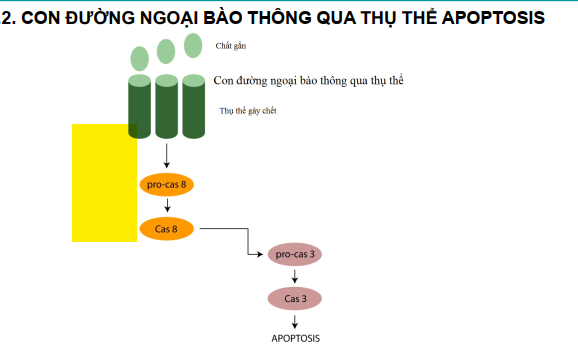 .2. CON ĐƯỜNG NGOẠI BÀO THÔNG QUA THỤ THỂ APOPTOSIS
Chất gắn
Con đường ngoại bào thông qua thụ thể
Thụ thể gây chết
pro-cas 8
Cas 8
pro-cas 3
Cas 3
APOPTOSIS